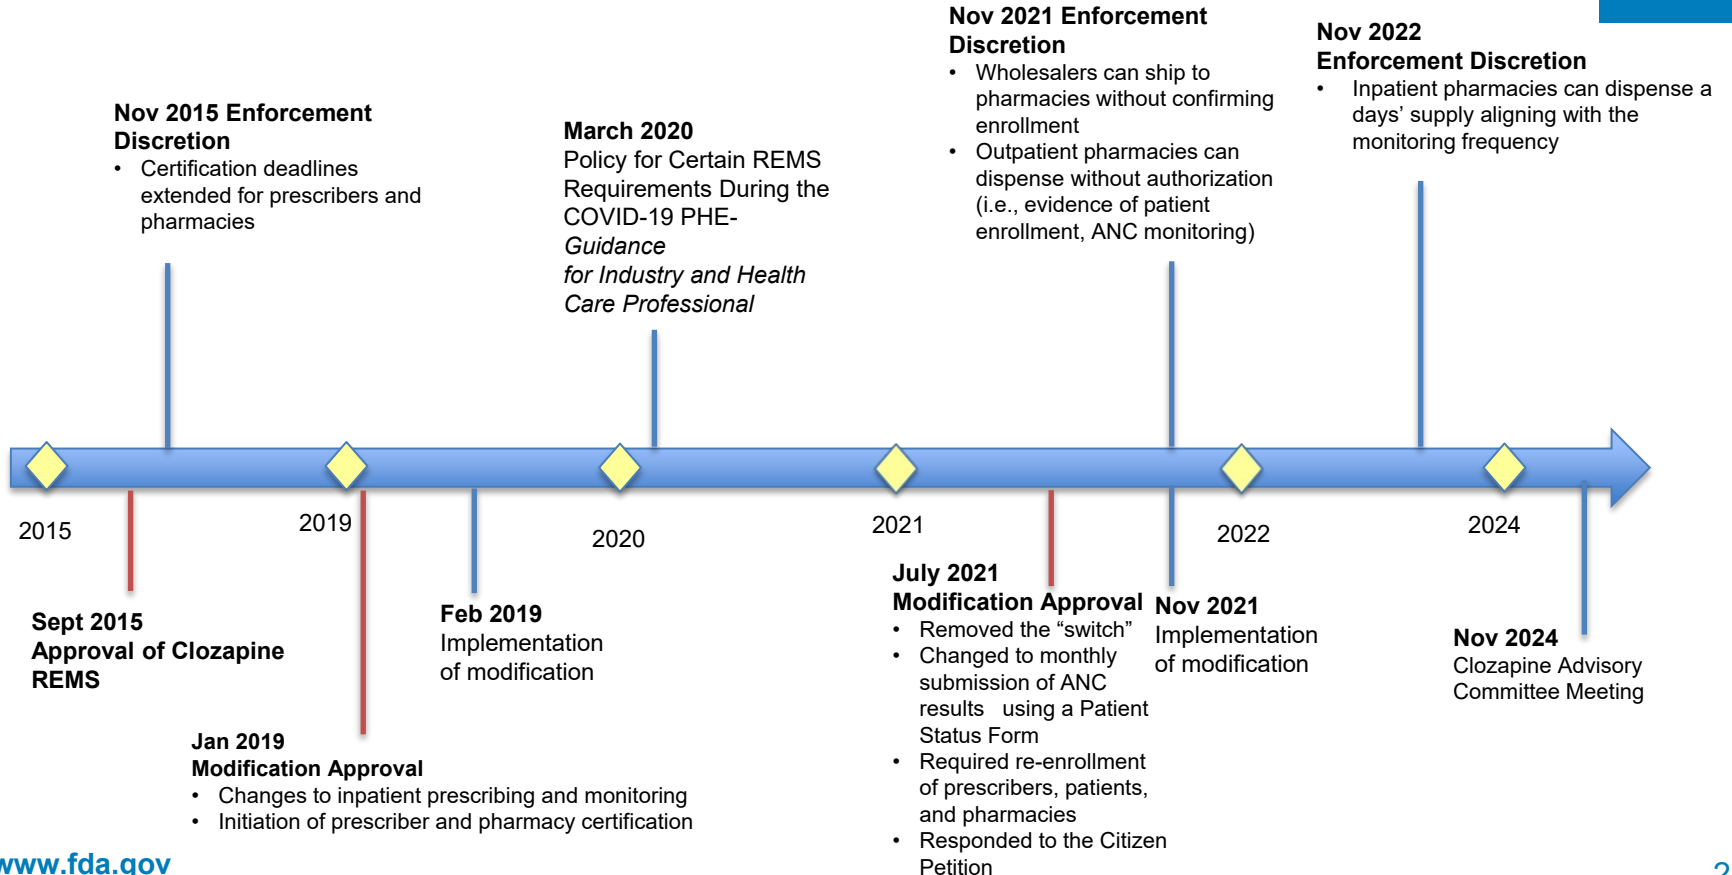 Nov 2015 Enforcement
Discretion
• Certification deadlines
extended for prescribers and
pharmacies
March 2020
Policy for Certain REMS
Requirements During the
COVID-19 PHE-
Guidance
for Industry and Health
Care Professional
Nov 2021 Enforcement
Discretion
• Wholesalers can ship to
pharmacies without confirming
enrollment
• Outpatient pharmacies can
dispense without authorization
(i.e., evidence of patient
enrollment, ANC monitoring)
Nov 2022
Enforcement Discretion
• Inpatient pharmacies can dispense a
days’ supply aligning with the
monitoring frequency
2015
2019
2020
2021
2022
2024
Sept 2015
Approval of Clozapine
REMS
Jan 2019
Modification Approval
• Changes to inpatient prescribing and monitoring
• Initiation of prescriber and pharmacy certification
Feb 2019
Implementation
of modification
July 2021
Modification Approval
• Removed the “switch”
• Changed to monthly
submission of ANC
results using a Patient
Status Form
• Required re-enrollment
of prescribers, patients,
and pharmacies
• Responded to the Citizen
Petition
Nov 2021
Implementation
of modification
Nov 2024
Clozapine Advisory
Committee Meeting
www.fda.gov
2